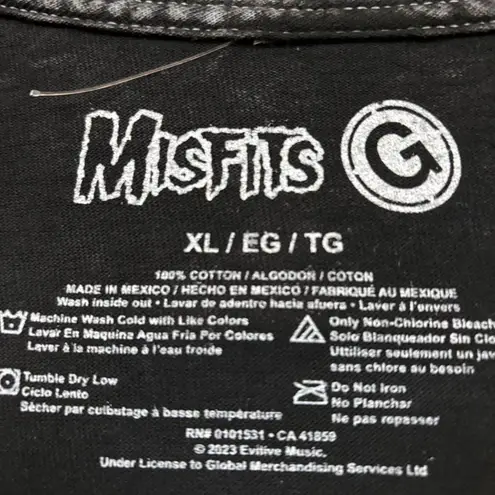 MISFITS G
XL / EG / TG
100% COTTON / ALGODON / COTON
MADE IN MEXICO / HECHO EN MEXICO / FABRIQUÉ AU MEXIQUE
Wash inside out • Lavar de adentro hacia afuera • Laver à l'envers
Machine Wash Cold with Like Colors
Lavar En Maquina Agua Fria Por Colores
Laver à la machine à l'eau froide
Only Non-Chlorine Bleach
Solo Blanqueador Sin Clo
Uttiliser seulement un jav
sans chlore au besoin
Tumble Dry Low
Ciclo Lento
Sècher par culbutage à basse température
Do Not Iron
No Planchar
Ne pas repasser
RN# 0101531 • CA 41859
© 2023 Evitive Music.
Under License to Global Merchandising Services Ltd